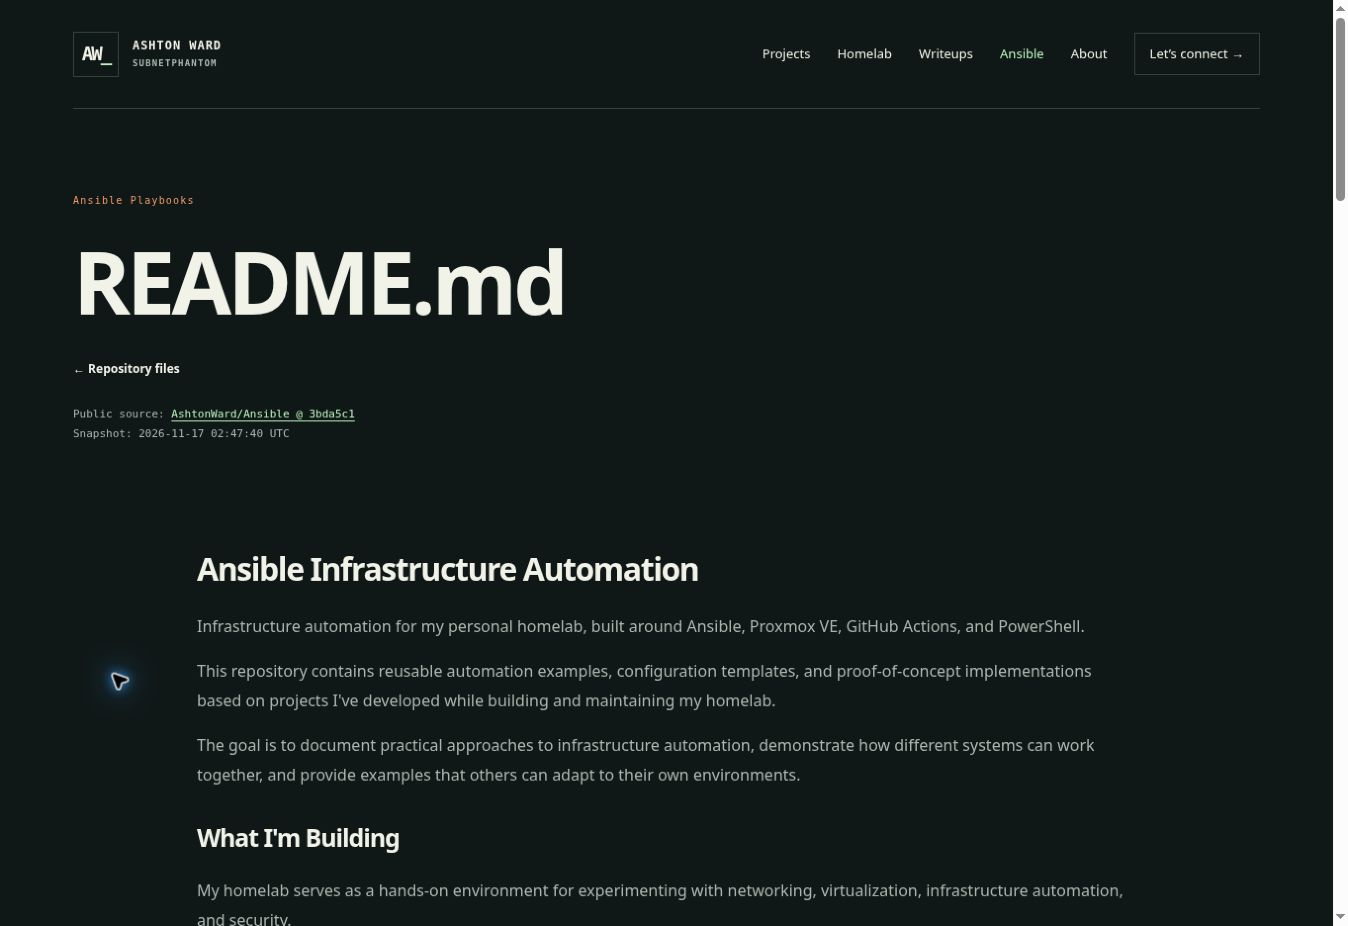 AW_
ASHTON WARD
SUBNETPHANTOM
Projects
Homelab
Writeups
Ansible
About
Let's connect →
Ansible Playbooks
README.md
← Repository files
Public source: AshtonWard/Ansible @ 3bda5c1
Snapshot: 2026-11-17 02:47:40 UTC
Ansible Infrastructure Automation
Infrastructure automation for my personal homelab, built around Ansible, Proxmox VE, GitHub Actions, and PowerShell.
This repository contains reusable automation examples, configuration templates, and proof-of-concept implementations
based on projects I've developed while building and maintaining my homelab.
The goal is to document practical approaches to infrastructure automation, demonstrate how different systems can work
together, and provide examples that others can adapt to their own environments.
What I'm Building
My homelab serves as a hands-on environment for experimenting with networking, virtualization, infrastructure automation,
and security.